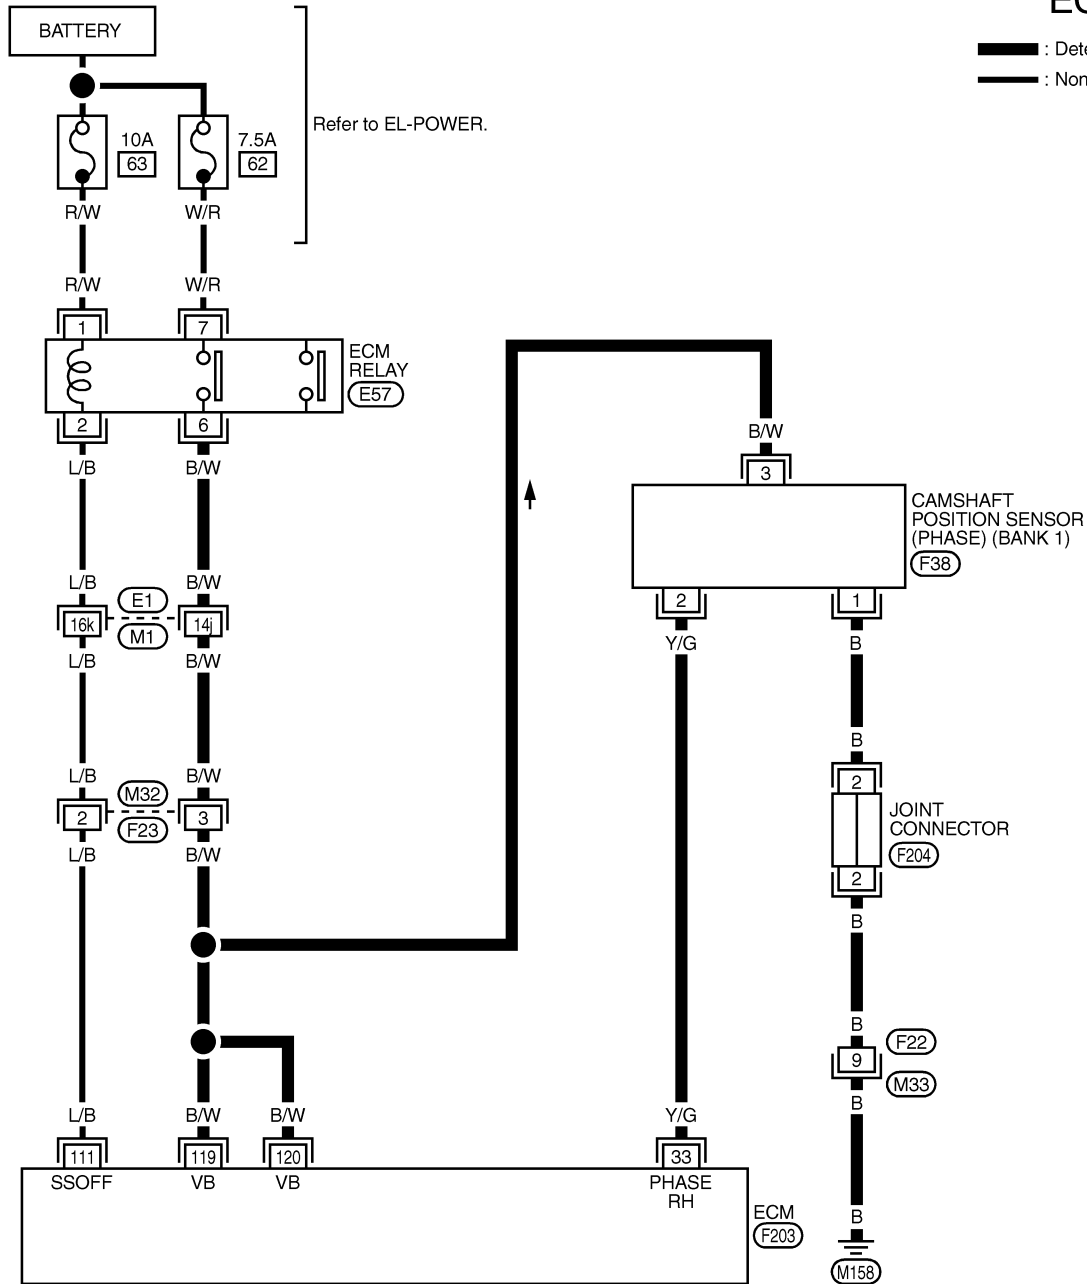 EC
BATTERY
: Dete
: Non
Refer to EL-POWER.
10A
63
7.5A
62
R/W
W/R
R/W
W/R
1
7
ECM
RELAY
E57
2
6
L/B
B/W
B/W
3
CAMSHAFT
POSITION SENSOR
(PHASE) (BANK 1)
F38
2
1
Y/G
B
L/B
B/W
E1
16k
14j
M1
L/B
B/W
B
2
JOINT
CONNECTOR
F204
2
B
L/B
B/W
M32
2
3
F23
L/B
B/W
B
F22
9
M33
B
L/B
B/W
B/W
Y/G
111
119
120
33
SSOFF
VB
VB
PHASE
RH
ECM
F203
B
M158